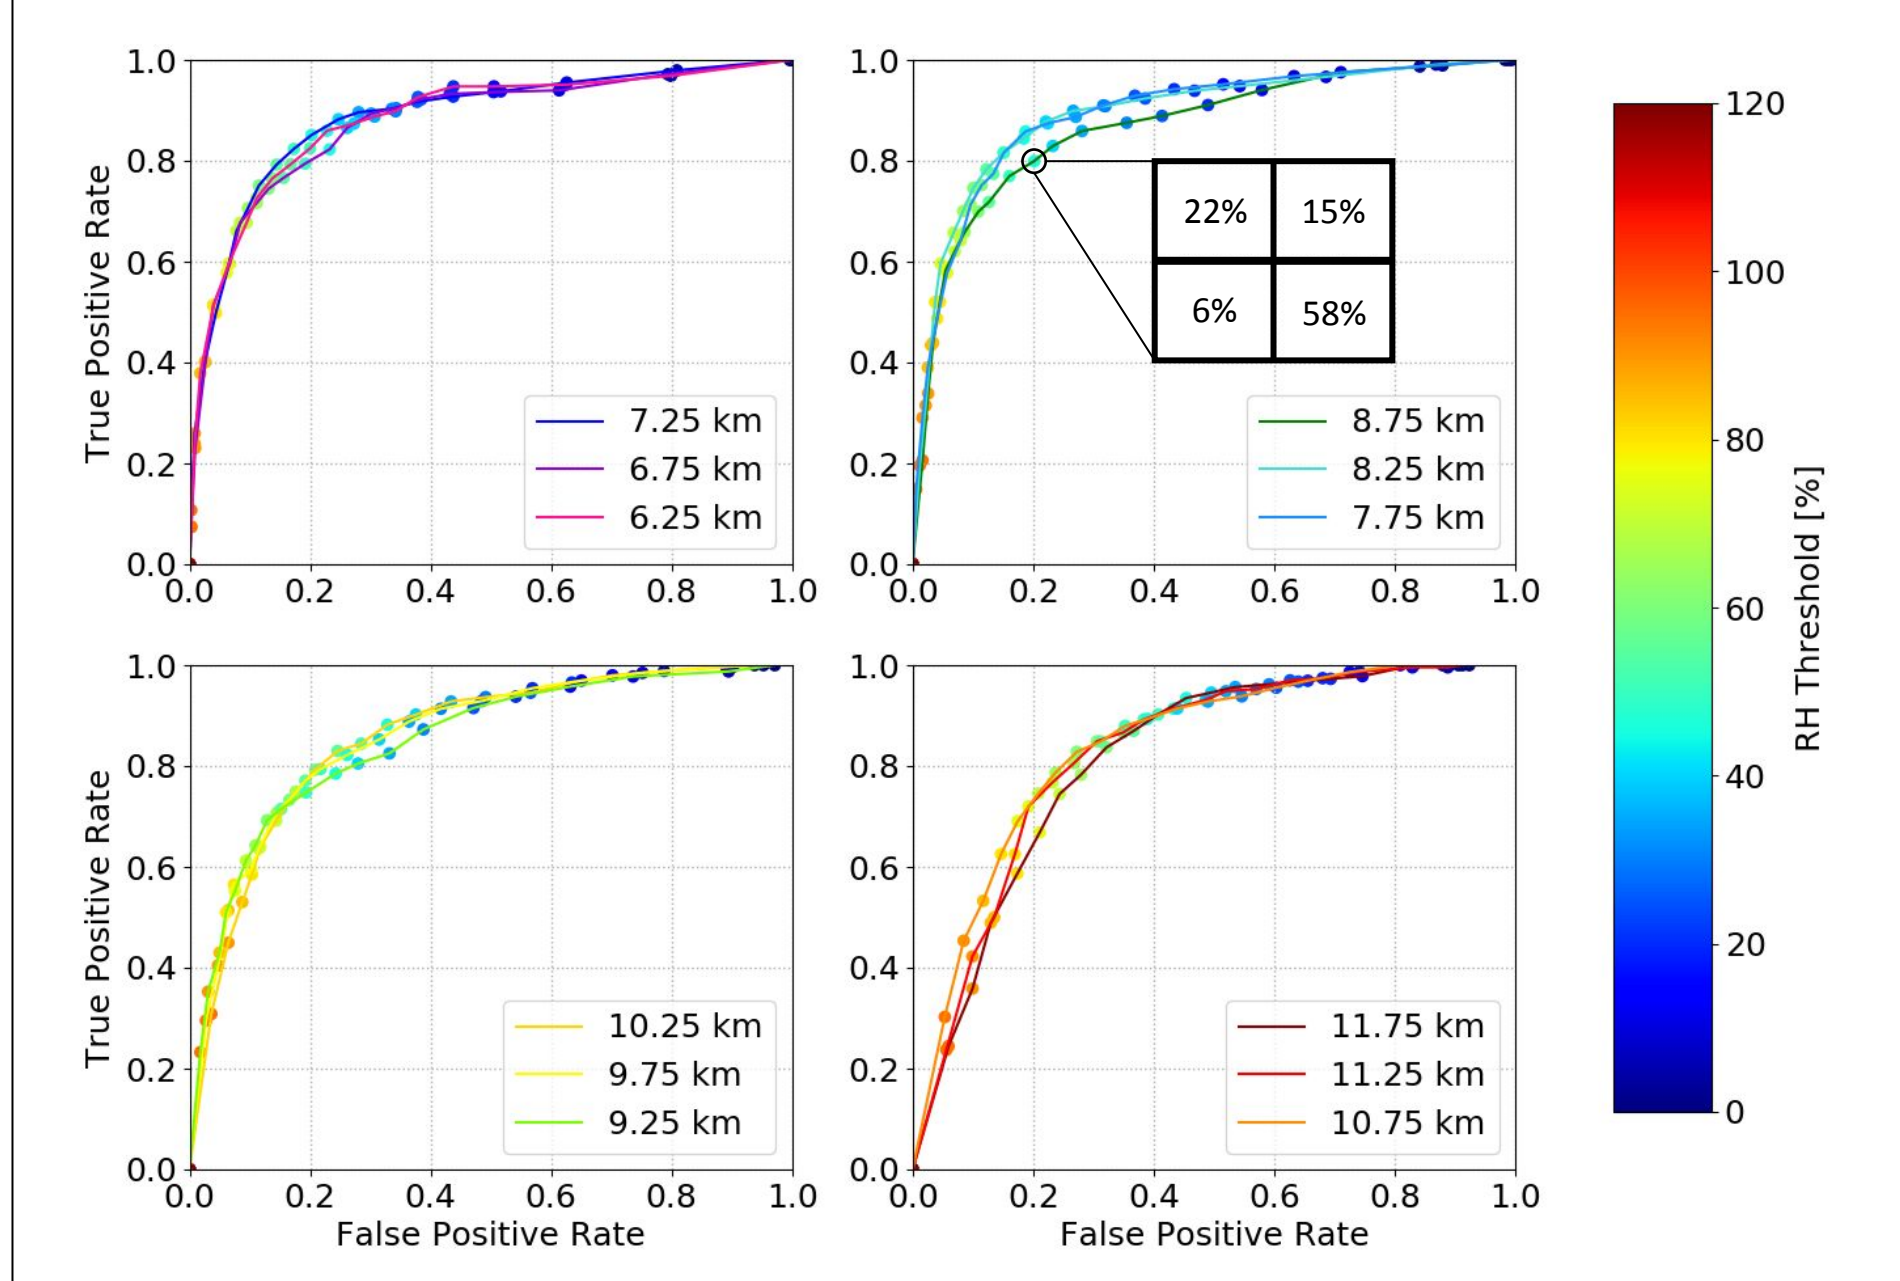 1.0
0.8
0.6
0.4
0.2
0.0
True Positive Rate
7.25 km
6.75 km
6.25 km
0.0 0.2 0.4 0.6 0.8 1.0
1.0
0.8
0.6
0.4
0.2
0.0
22% 15%
6% 58%
8.75 km
8.25 km
7.75 km
0.0 0.2 0.4 0.6 0.8 1.0
1.0
0.8
0.6
0.4
0.2
0.0
True Positive Rate
10.25 km
9.75 km
9.25 km
0.0 0.2 0.4 0.6 0.8 1.0
False Positive Rate
1.0
0.8
0.6
0.4
0.2
0.0
11.75 km
11.25 km
10.75 km
0.0 0.2 0.4 0.6 0.8 1.0
False Positive Rate
120
100
80
60
40
20
0
RH Threshold [%]